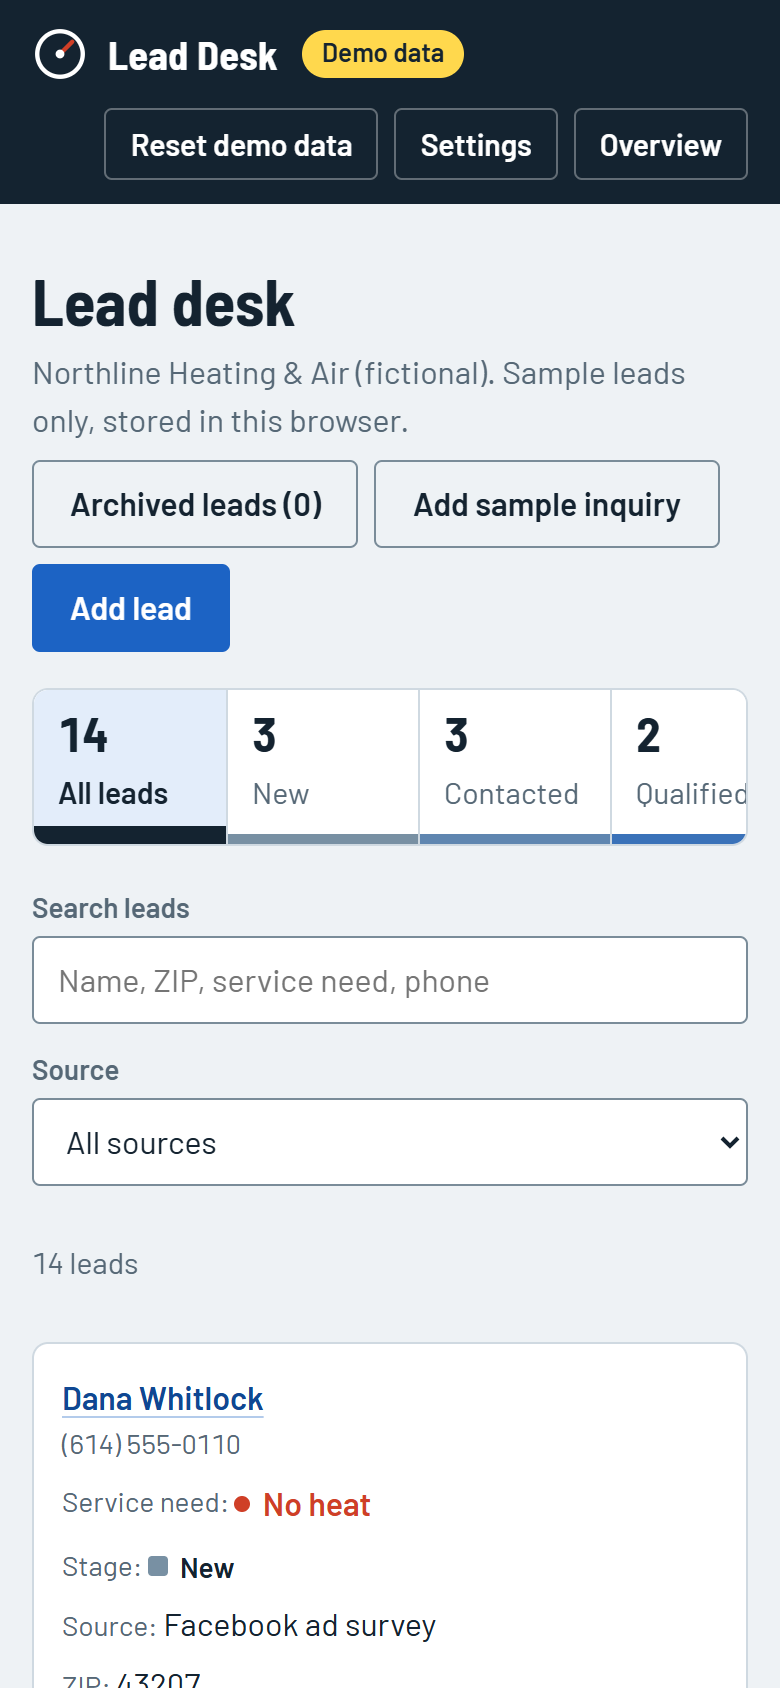 Lead Desk Demo data
Reset demo data Settings Overview
Lead desk
Northline Heating & Air (fictional). Sample leads
only, stored in this browser.
Archived leads (0) Add sample inquiry
Add lead
14 3 3 2
All leads New Contacted Qualified
Search leads
Name, ZIP, service need, phone
Source
All sources
14 leads
Dana Whitlock
(614) 555-0110
Service need: No heat
Stage: New
Source: Facebook ad survey
ZIP: 43207